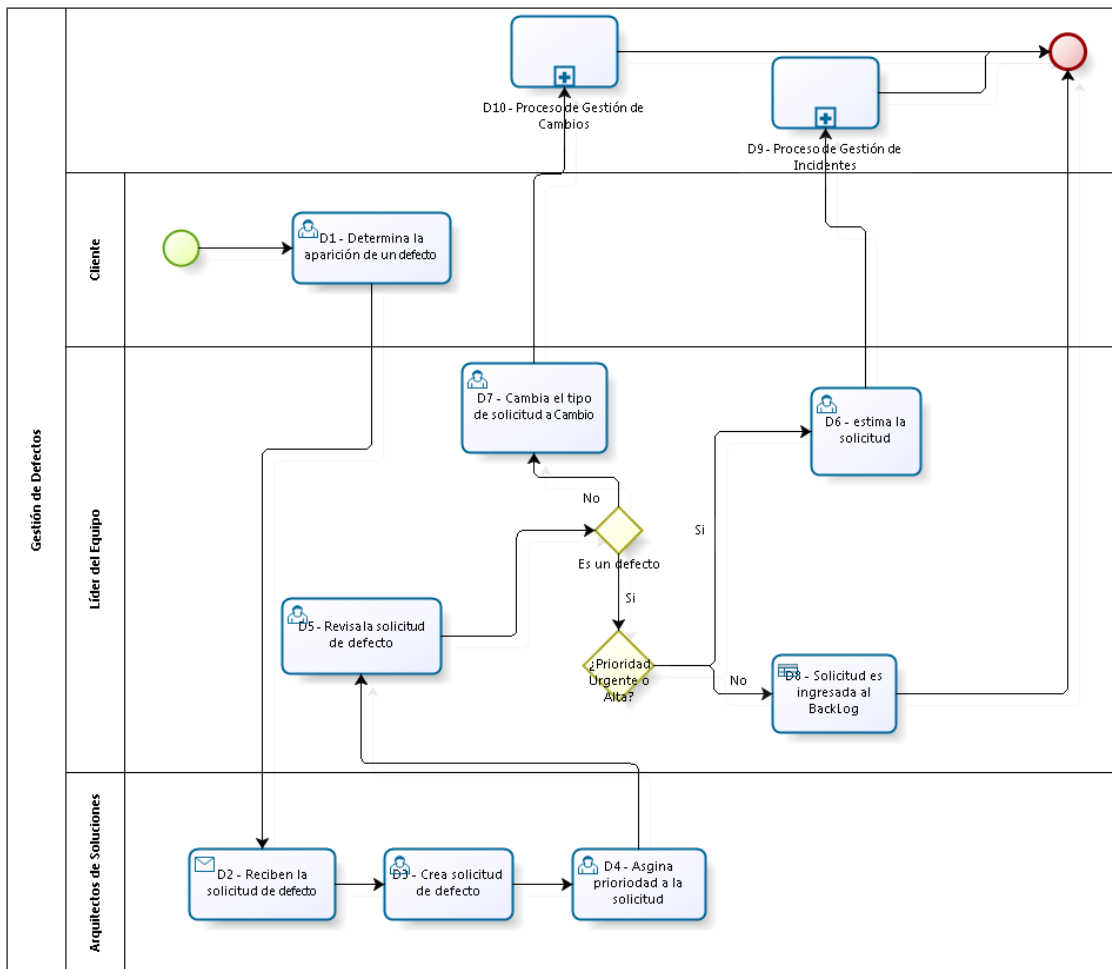 Gestión de Defectos
D10 - Proceso de Gestión de
Cambios
D9 - Proceso de Gestión de
Incidentes
Cliente
D1 - Determina la
aparición de un defecto
Líder del Equipo
D7 - Cambia el tipo
de solicitud a Cambio
D6 - estima la
solicitud
No
Es un defecto
Si
Si
D5 - Revisa la solicitud
de defecto
¿Prioridad
Urgente o
Alta?
No
D8 - Solicitud es
ingresada al
BackLog
Arquitectos de Soluciones
D2 - Reciben la
solicitud de defecto
D3 - Crea solicitud
de defecto
D4 - Asgina
prioriodad a la
solicitud